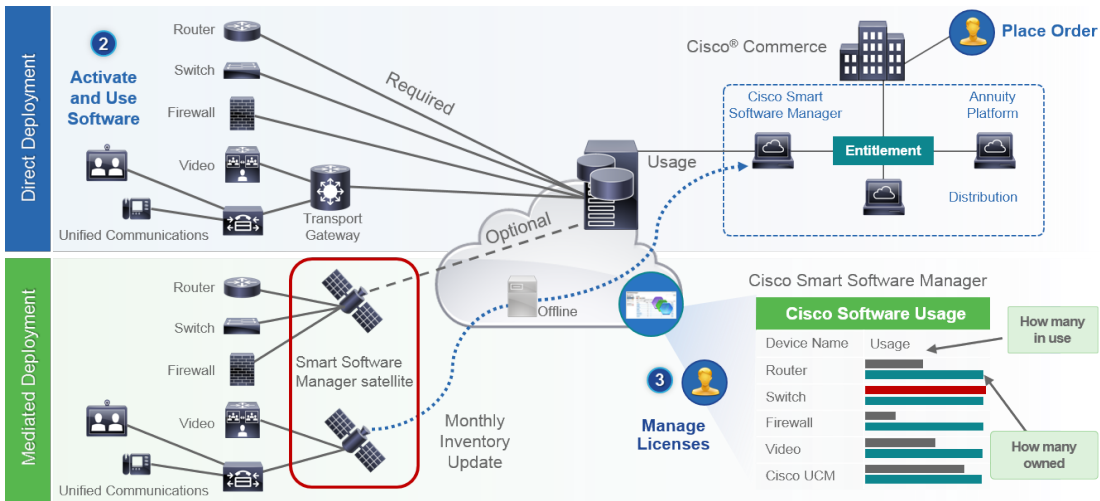 Direct Deployment
2
Activate
and Use
Software
Router
Switch
Firewall
Video
Unified Communications
Transport
Gateway
Required
Optional
Usage
Cisco® Commerce
Place Order
Cisco Smart
Software Manager
Annuity
Platform
Entitlement
Distribution
Mediated Deployment
Router
Switch
Firewall
Video
Unified Communications
Smart Software
Manager satellite
Offline
Monthly
Inventory
Update
3
Manage
Licenses
Cisco Smart Software Manager
Cisco Software Usage
Device Name Usage
Router
Switch
Firewall
Video
Cisco UCM
How many
in use
How many
owned